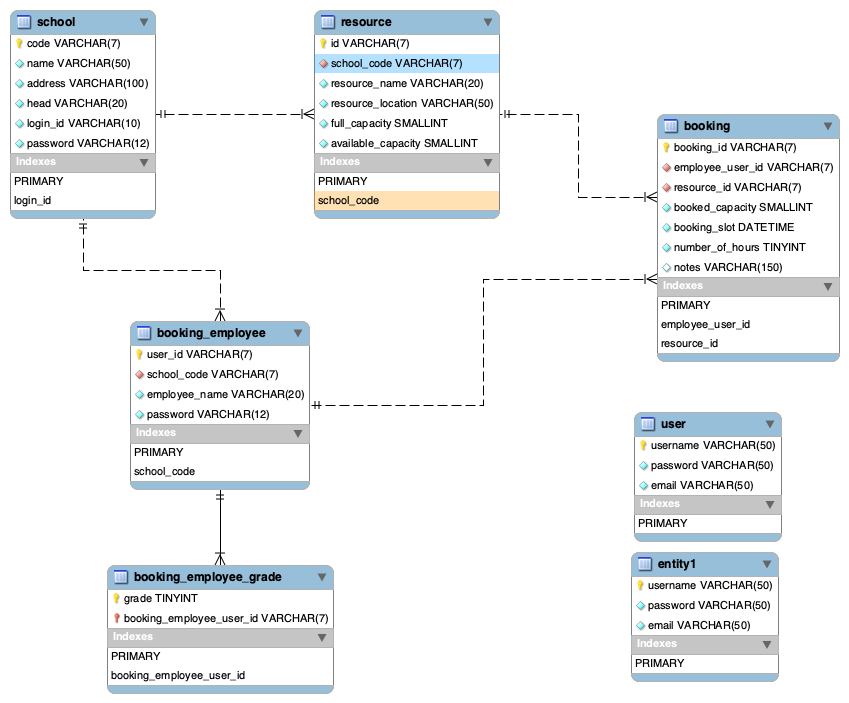 school
code VARCHAR(7)
name VARCHAR(50)
address VARCHAR(100)
head VARCHAR(20)
login_id VARCHAR(10)
password VARCHAR(12)
Indexes
PRIMARY
login_id
resource
id VARCHAR(7)
school_code VARCHAR(7)
resource_name VARCHAR(20)
resource_location VARCHAR(50)
full_capacity SMALLINT
available_capacity SMALLINT
Indexes
PRIMARY
school_code
booking
booking_id VARCHAR(7)
employee_user_id VARCHAR(7)
resource_id VARCHAR(7)
booked_capacity SMALLINT
booking_slot DATETIME
number_of_hours TINYINT
notes VARCHAR(150)
Indexes
PRIMARY
employee_user_id
resource_id
booking_employee
user_id VARCHAR(7)
school_code VARCHAR(7)
employee_name VARCHAR(20)
password VARCHAR(12)
Indexes
PRIMARY
school_code
user
username VARCHAR(50)
password VARCHAR(50)
email VARCHAR(50)
Indexes
PRIMARY
entity1
username VARCHAR(50)
password VARCHAR(50)
email VARCHAR(50)
Indexes
PRIMARY
booking_employee_grade
grade TINYINT
booking_employee_user_id VARCHAR(7)
Indexes
PRIMARY
booking_employee_user_id